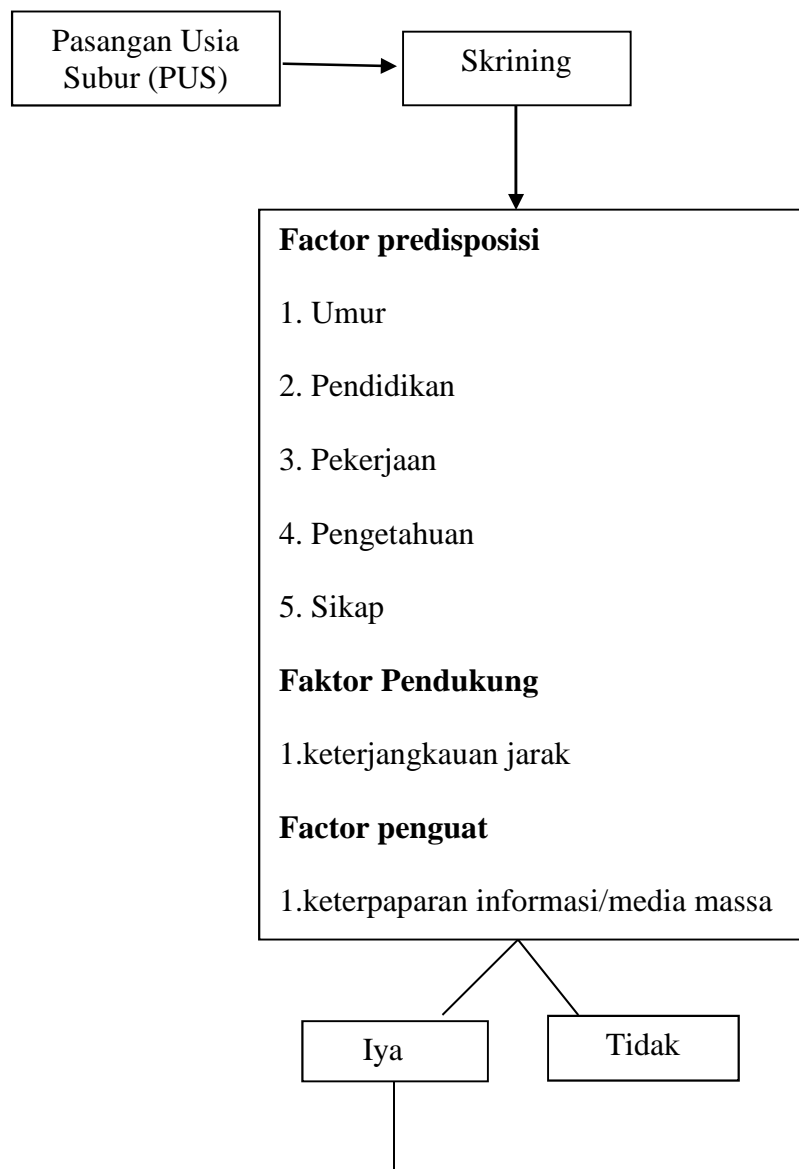 Pasangan Usia
Subur (PUS)
Skrining
Factor predisposisi
1. Umur
2. Pendidikan
3. Pekerjaan
4. Pengetahuan
5. Sikap
Faktor Pendukung
1.keterjangkauan jarak
Factor penguat
1.keterpaparan informasi/media massa
Iya
Tidak